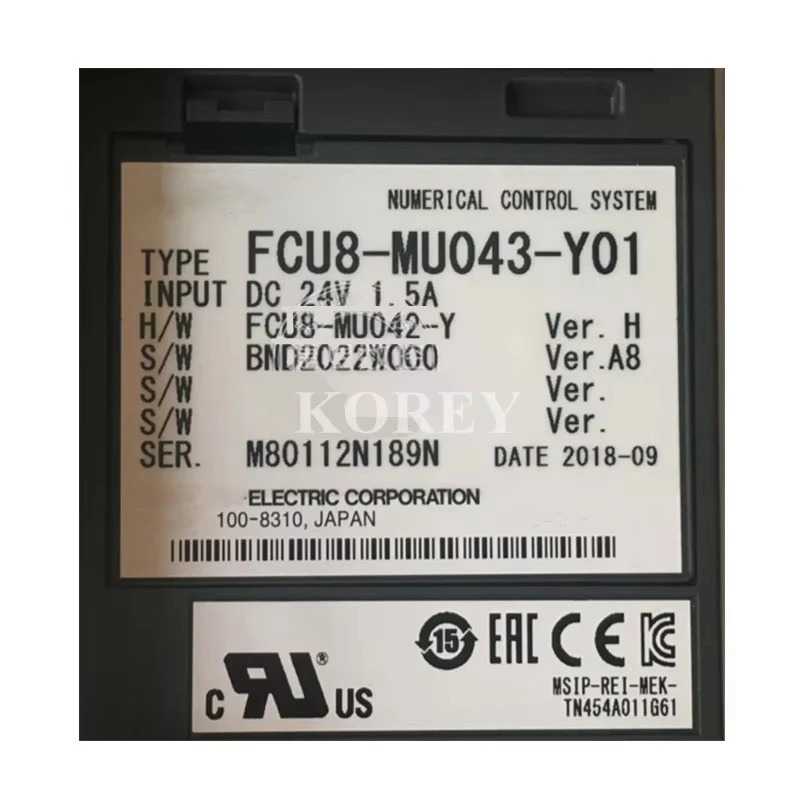 NUMERICAL CONTROL SYSTEM
TYPE FCU8-MU043-Y01
INPUT DC 24V 1.5A
H/W FCU8-MU042-Y Ver. H
S/W BND2022W000 Ver.A8
S/W Ver.
S/W Ver.
KOREY
SER. M80112N189N DATE 2018-09
ELECTRIC CORPORATION
100-8310, JAPAN
15 EAC CE
c RU ® US
MSIP-REI-MEK-
TN454A011G61